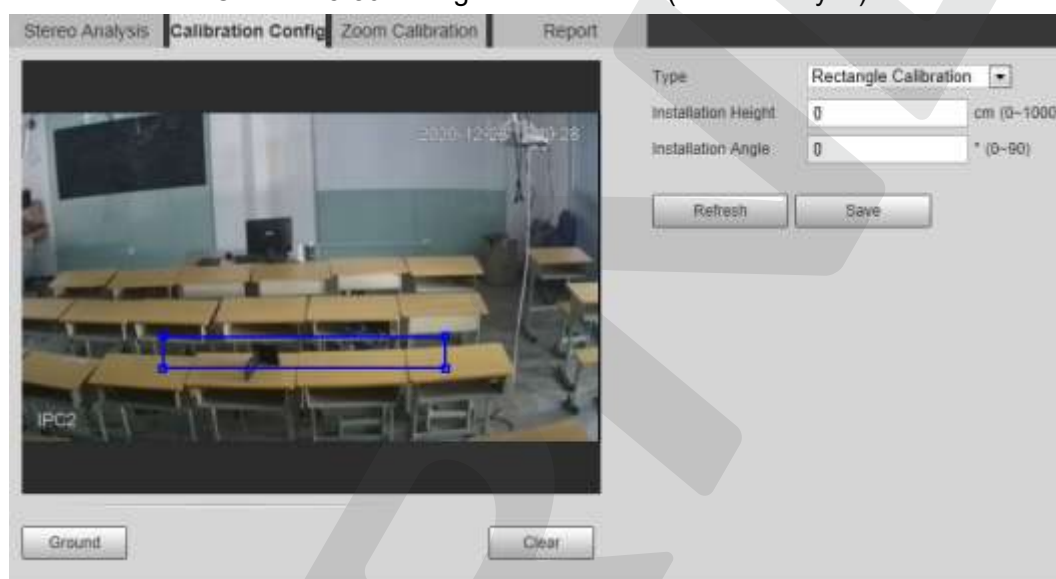 Stereo Analysis Calibration Config Zoom Calibration Report
Type Rectangle Calibration
Installation Height 0 cm (0~1000
Installation Angle 0 ° (0~90)
Refresh Save
IPC2
Ground Clear